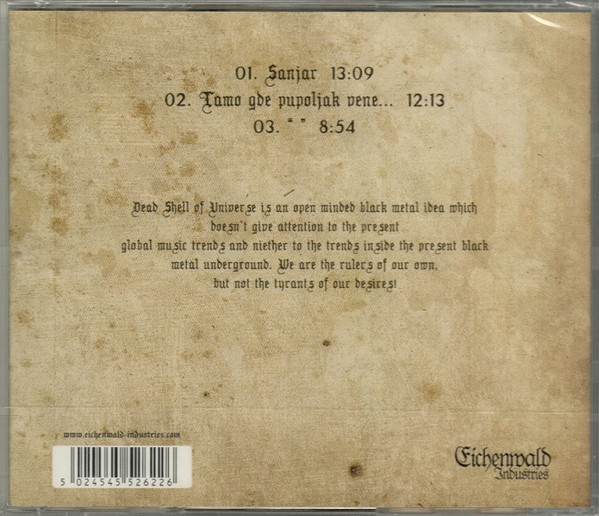 01. Sanjar 13:09
02. Tamo gde pupoljak vene... 12:13
03. " " 8:54
Dead Shell of Universe is an open minded black metal idea which
doesn't give attention to the present
global music trends and niether to the trends inside the present black
metal underground. We are the rulers of our own,
but not the tyrants of our desires!
www.eichenwald-industries.com
5 024545 526226
Eichenwald
Industries